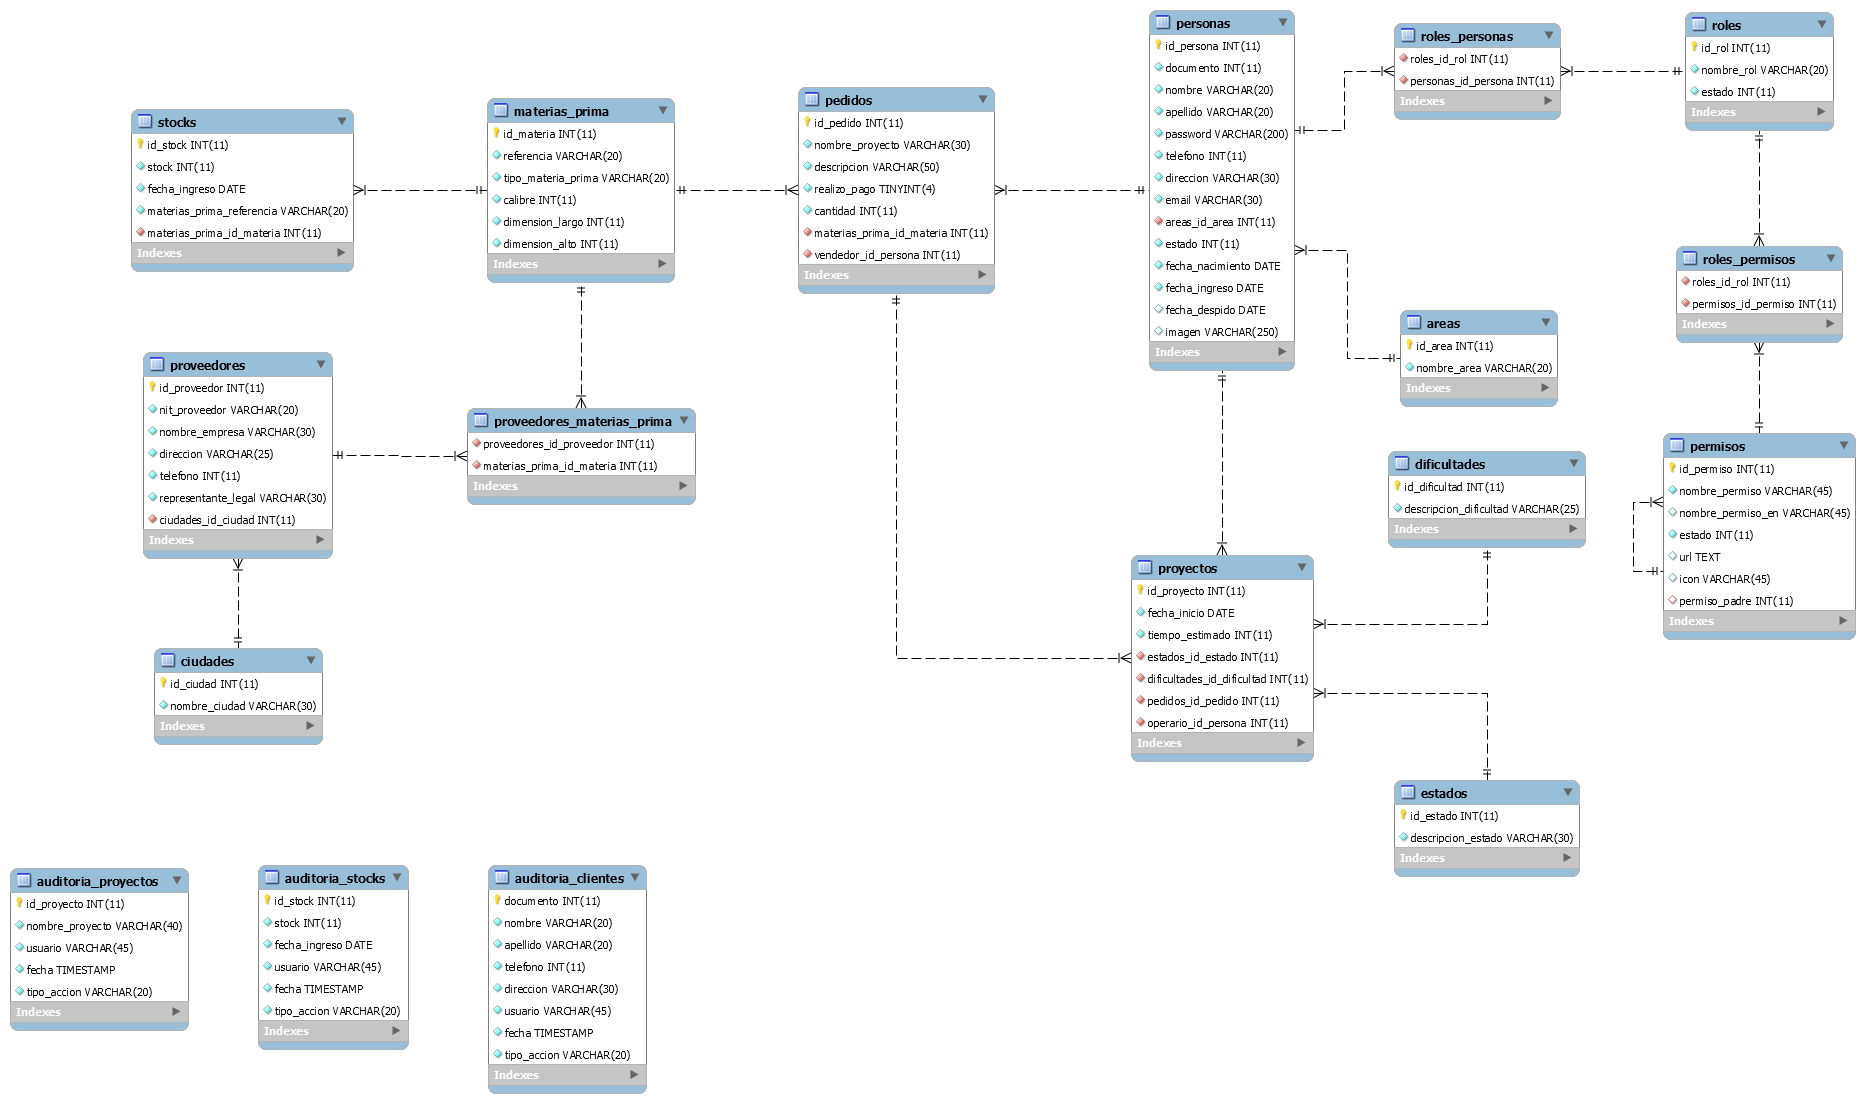 stocks
id_stock INT(11)
stock INT(11)
fecha_ingreso DATE
materias_prima_referencia VARCHAR(20)
materias_prima_id_materia INT(11)
Indexes
materias_prima
id_materia INT(11)
referencia VARCHAR(20)
tipo_materia_prima VARCHAR(20)
calibre INT(11)
dimension_largo INT(11)
dimension_alto INT(11)
Indexes
pedidos
id_pedido INT(11)
nombre_proyecto VARCHAR(30)
descripcion VARCHAR(50)
realizo_pago TINYINT(4)
cantidad INT(11)
materias_prima_id_materia INT(11)
vendedor_id_persona INT(11)
Indexes
personas
id_persona INT(11)
documento INT(11)
nombre VARCHAR(20)
apellido VARCHAR(20)
password VARCHAR(200)
telefono INT(11)
direccion VARCHAR(30)
email VARCHAR(30)
areas_id_area INT(11)
estado INT(11)
fecha_nacimiento DATE
fecha_ingreso DATE
fecha_despido DATE
imagen VARCHAR(250)
Indexes
roles_personas
roles_id_rol INT(11)
personas_id_persona INT(11)
Indexes
roles
id_rol INT(11)
nombre_rol VARCHAR(20)
estado INT(11)
Indexes
roles_permisos
roles_id_rol INT(11)
permisos_id_permiso INT(11)
Indexes
areas
id_area INT(11)
nombre_area VARCHAR(20)
Indexes
proveedores
id_proveedor INT(11)
nit_proveedor VARCHAR(20)
nombre_empresa VARCHAR(30)
direccion VARCHAR(25)
telefono INT(11)
representante_legal VARCHAR(30)
ciudades_id_ciudad INT(11)
Indexes
proveedores_materias_prima
proveedores_id_proveedor INT(11)
materias_prima_id_materia INT(11)
Indexes
dificultades
id_dificultad INT(11)
descripcion_dificultad VARCHAR(25)
Indexes
permisos
id_permiso INT(11)
nombre_permiso VARCHAR(45)
nombre_permiso_en VARCHAR(45)
estado INT(11)
url TEXT
icon VARCHAR(45)
permiso_padre INT(11)
Indexes
proyectos
id_proyecto INT(11)
fecha_inicio DATE
tiempo_estimado INT(11)
estados_id_estado INT(11)
dificultades_id_dificultad INT(11)
pedidos_id_pedido INT(11)
operario_id_persona INT(11)
Indexes
ciudades
id_ciudad INT(11)
nombre_ciudad VARCHAR(30)
Indexes
estados
id_estado INT(11)
descripcion_estado VARCHAR(30)
Indexes
auditoria_proyectos
id_proyecto INT(11)
nombre_proyecto VARCHAR(40)
usuario VARCHAR(45)
fecha TIMESTAMP
tipo_accion VARCHAR(20)
Indexes
auditoria_stocks
id_stock INT(11)
stock INT(11)
fecha_ingreso DATE
usuario VARCHAR(45)
fecha TIMESTAMP
tipo_accion VARCHAR(20)
Indexes
auditoria_clientes
documento INT(11)
nombre VARCHAR(20)
apellido VARCHAR(20)
telefono INT(11)
direccion VARCHAR(30)
usuario VARCHAR(45)
fecha TIMESTAMP
tipo_accion VARCHAR(20)
Indexes